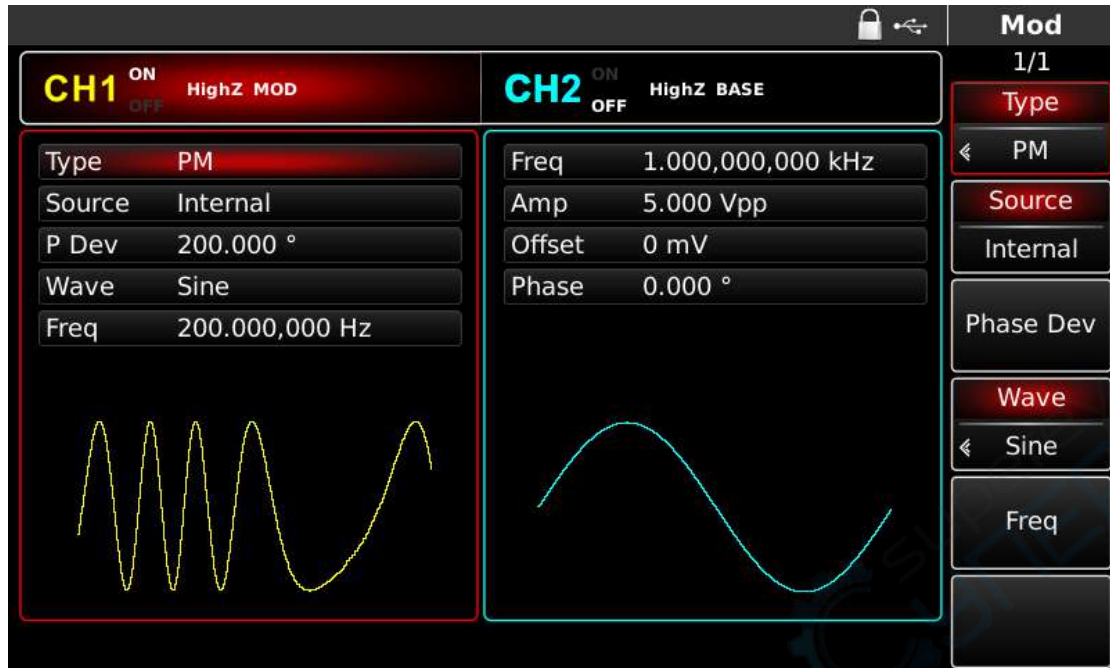 Mod
1/1
CH1 ON OFF HighZ MOD
CH2 ON OFF HighZ BASE
Type PM
Source Internal
P Dev 200.000 °
Wave Sine
Freq 200.000,000 Hz
Freq 1.000,000,000 kHz
Amp 5.000 Vpp
Offset 0 mV
Phase 0.000 °
Type
PM
Source
Internal
Phase Dev
Wave
Sine
Freq